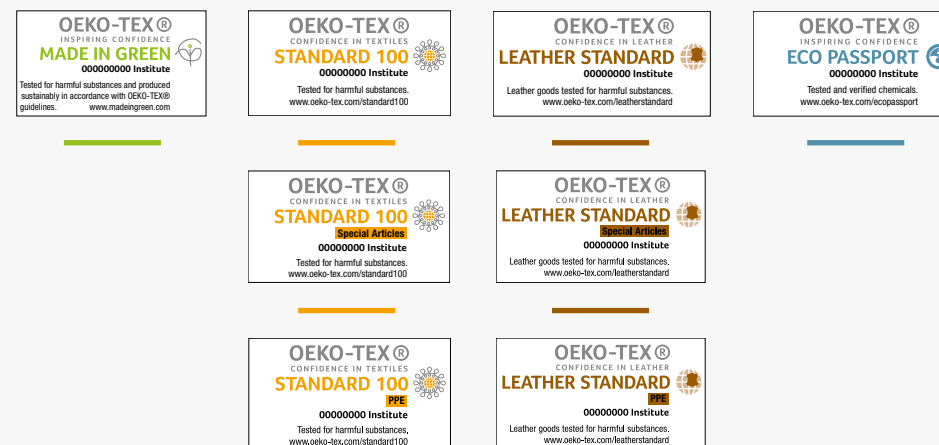 OEKO-TEX®
INSPIRING CONFIDENCE
MADE IN GREEN
000000000 Institute
Tested for harmful substances and produced
sustainably in accordance with OEKO-TEX®
guidelines. www.madeingreen.com
OEKO-TEX®
CONFIDENCE IN TEXTILES
STANDARD 100
00000000 Institute
Tested for harmful substances.
www.oeko-tex.com/standard100
OEKO-TEX®
CONFIDENCE IN LEATHER
LEATHER STANDARD
00000000 Institute
Leather goods tested for harmful substances.
www.oeko-tex.com/leatherstandard
OEKO-TEX®
INSPIRING CONFIDENCE
ECO PASSPORT
00000000 Institute
Tested and verified chemicals.
www.oeko-tex.com/ecopassport
OEKO-TEX®
CONFIDENCE IN TEXTILES
STANDARD 100
Special Articles
00000000 Institute
Tested for harmful substances.
www.oeko-tex.com/standard100
OEKO-TEX®
CONFIDENCE IN LEATHER
LEATHER STANDARD
Special Articles
00000000 Institute
Leather goods tested for harmful substances.
www.oeko-tex.com/leatherstandard
OEKO-TEX®
CONFIDENCE IN TEXTILES
STANDARD 100
PPE
00000000 Institute
Tested for harmful substances.
www.oeko-tex.com/standard100
OEKO-TEX®
CONFIDENCE IN LEATHER
LEATHER STANDARD
PPE
00000000 Institute
Leather goods tested for harmful substances.
www.oeko-tex.com/leatherstandard